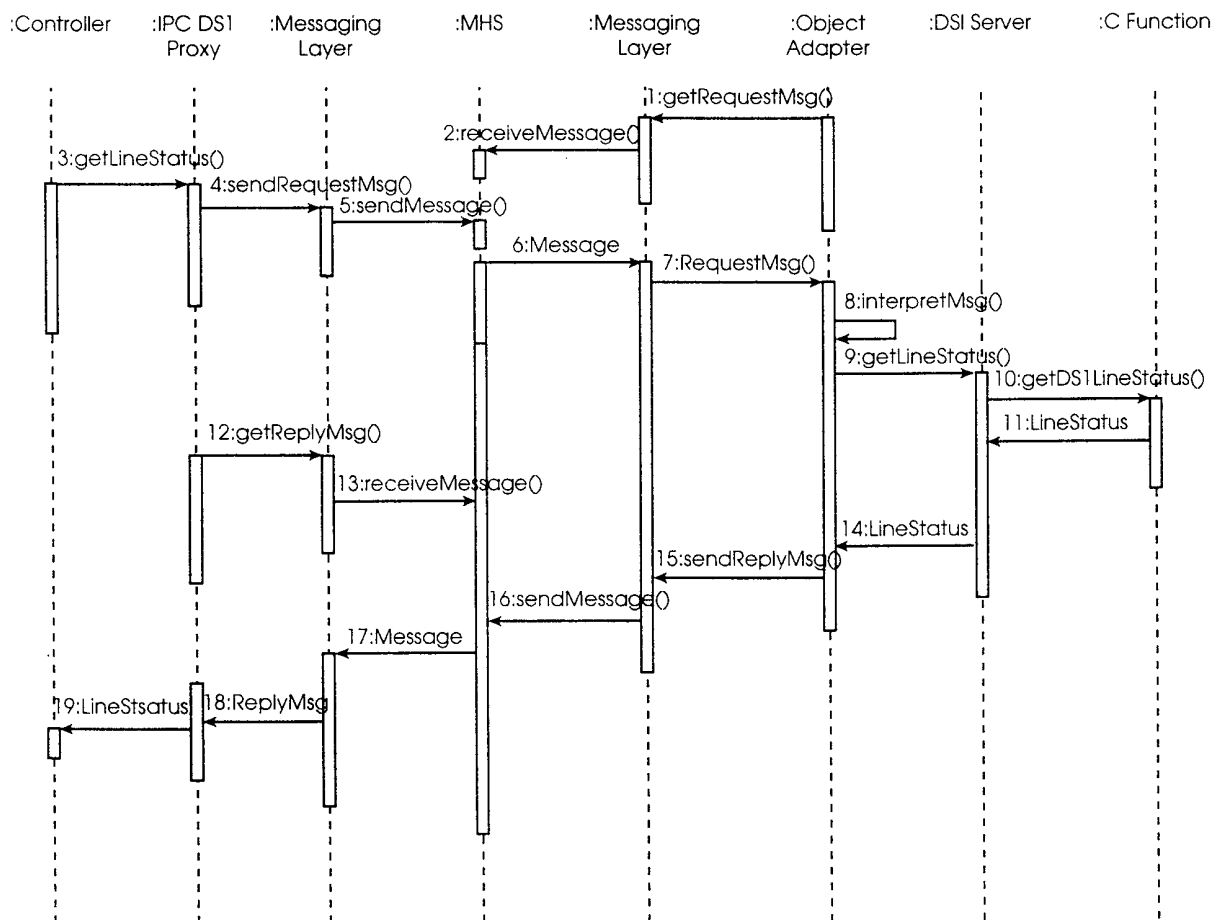 :Controller
:IPC DS1
Proxy
:Messaging
Layer
:MHS
:Messaging
Layer
:Object
Adapter
:DSI Server
:C Function
1:getRequestMsg()
2:receiveMessage()
3:getLineStatus()
4:sendRequestMsg()
5:sendMessage()
6:Message
7:RequestMsg()
8:interpretMsg()
9:getLineStatus()
10:getDS1LineStatus()
11:LineStatus
12:getReplyMsg()
13:receiveMessage()
14:LineStatus
15:sendReplyMsg()
16:sendMessage()
17:Message
18:ReplyMsg
19:LineStsatus